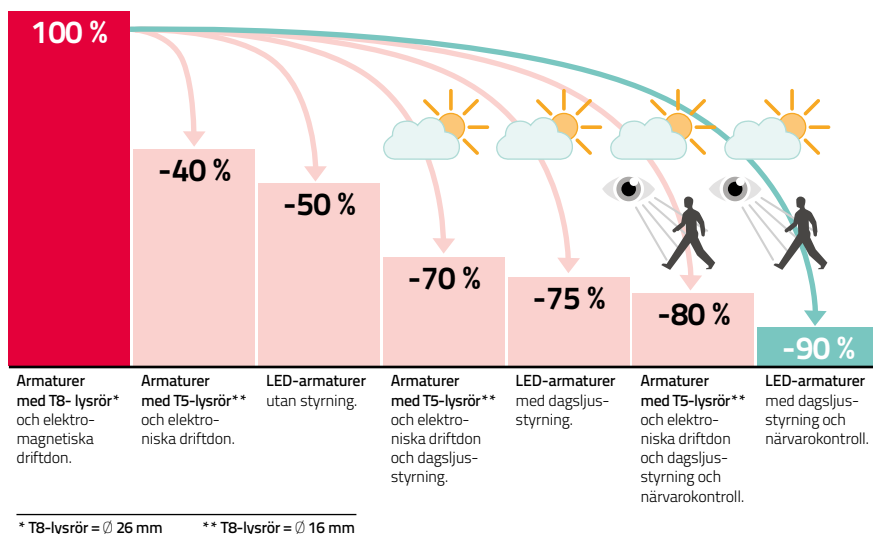 100 %
-40 %
-50 %
-70 %
-75 %
-80 %
-90 %
Armaturer
med T8- lysrör*
och elektro-
magnetiska
driftdon.
Armaturer
med T5-lysrör**
och elektro-
niska driftdon.
LED-armaturer
utan styrning.
Armaturer
med T5-lysrör**
och elektro-
niska driftdon
och dagsljus-
styrning.
LED-armaturer
med dagsljus-
styrning.
Armaturer
med T5-lysrör**
och elektro-
niska driftdon
och dagsljus-
styrning och
närvarokontroll.
LED-armaturer
med dagsljus-
styrning och
närvarokontroll.
* T8-lysrör = ∅ 26 mm
** T8-lysrör = ∅ 16 mm